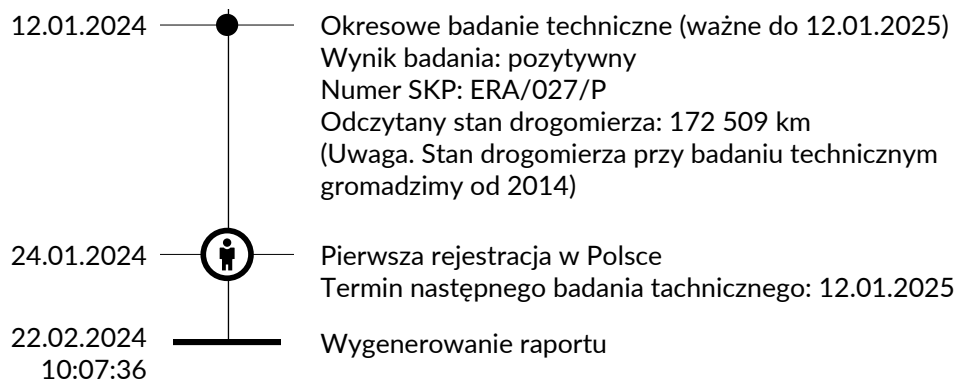 12.01.2024
Okresowe badanie techniczne (ważne do 12.01.2025)
Wynik badania: pozytywny
Numer SKP: ERA/027/P
Odczytany stan drogomierza: 172 509 km
(Uwaga. Stan drogomierza przy badaniu technicznym
gromadzimy od 2014)
24.01.2024
Pierwsza rejestracja w Polsce
Termin następnego badania tachnicznego: 12.01.2025
22.02.2024
10:07:36
Wygenerowanie raportu